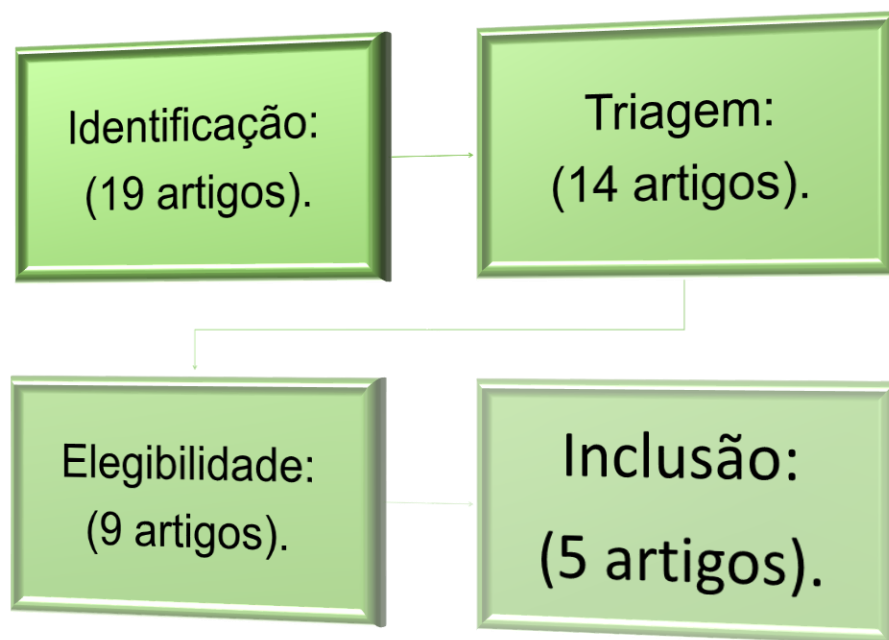 Identificação:
(19 artigos).
Triagem:
(14 artigos).
Elegibilidade:
(9 artigos).
Inclusão:
(5 artigos).